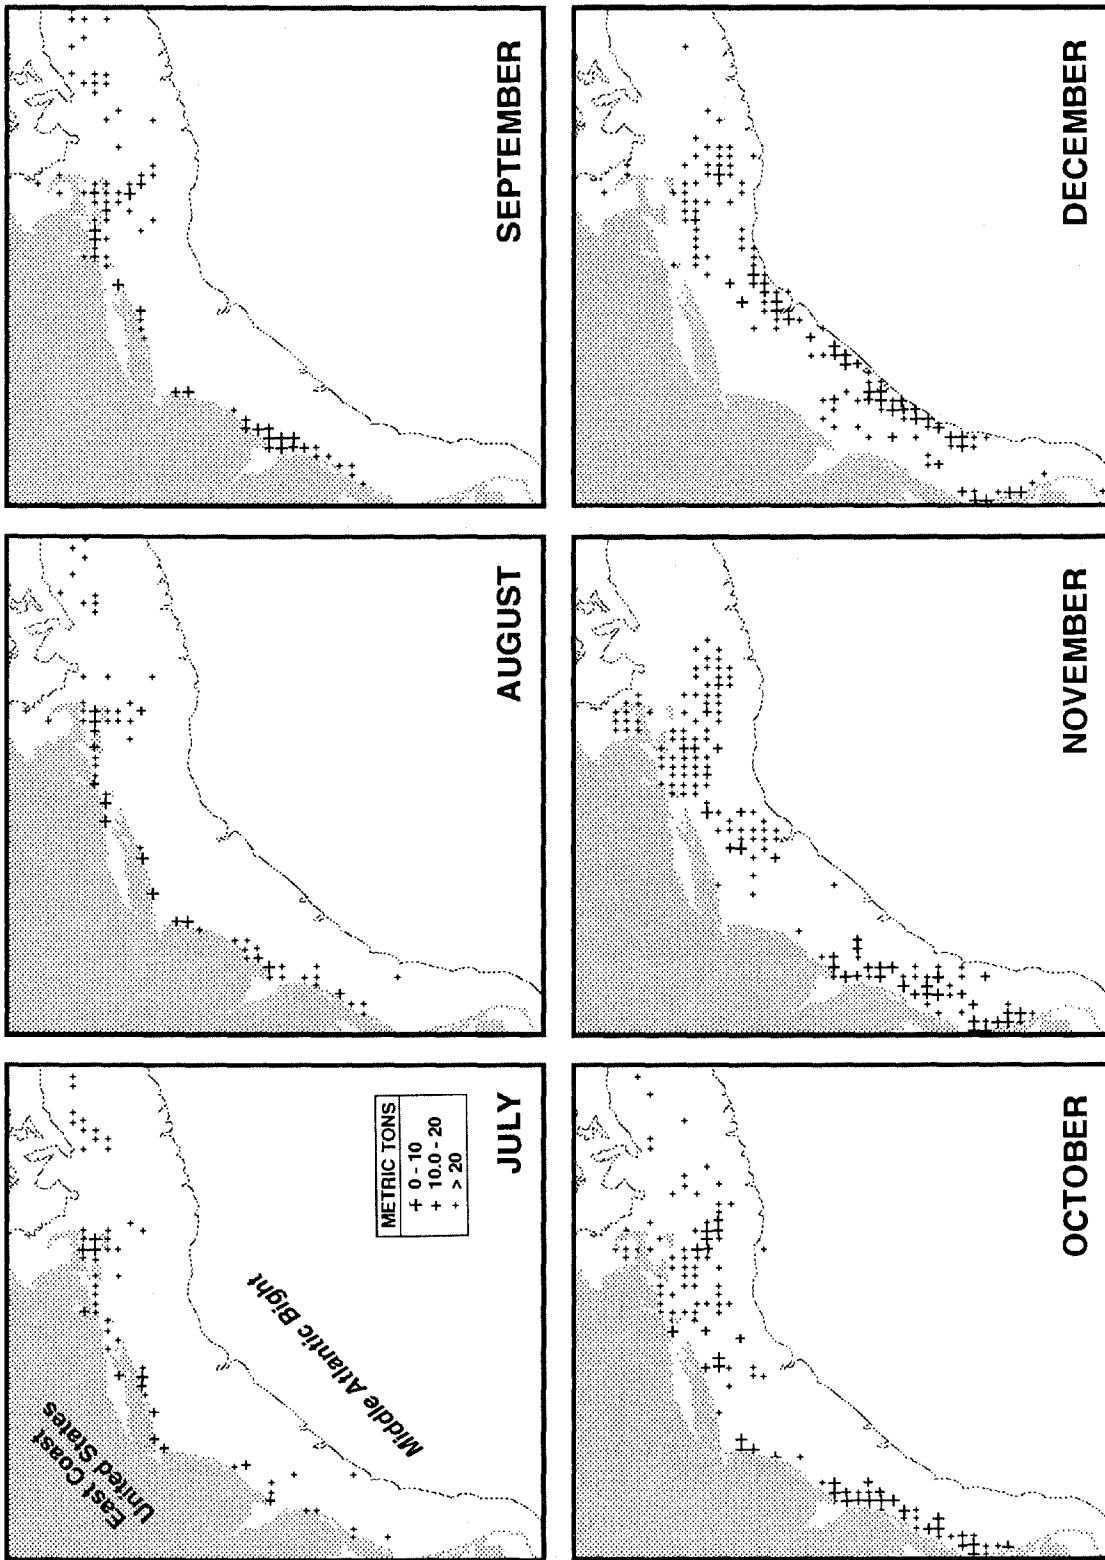 East Coast
United States
Middle Atlantic Bight
METRIC TONS
+ 0 - 10
+ 10.0 - 20
+ > 20
JULY
AUGUST
SEPTEMBER
OCTOBER
NOVEMBER
DECEMBER